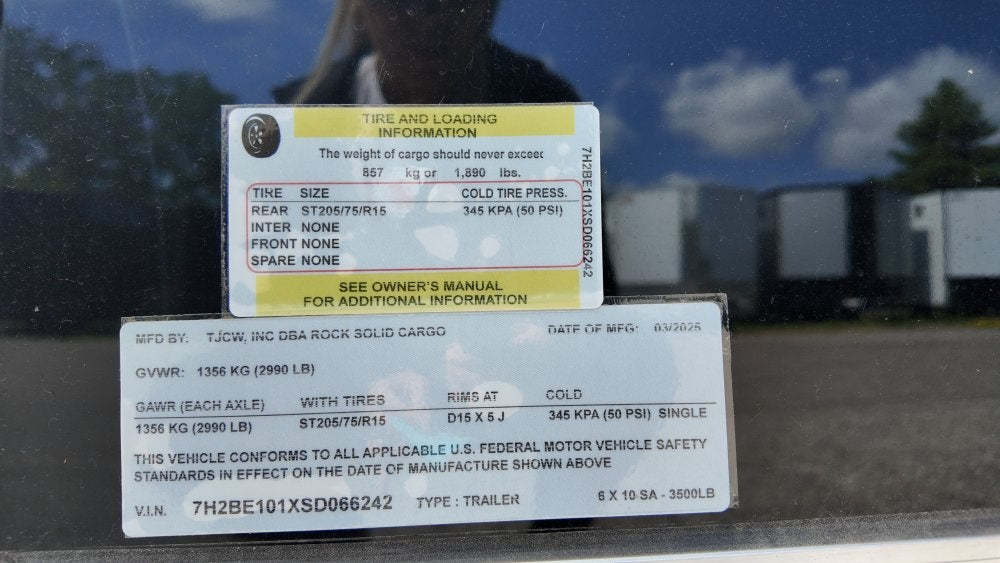 TIRE AND LOADING
INFORMATION
The weight of cargo should never exceed
857 kg or 1,890 lbs.
TIRE SIZE COLD TIRE PRESS.
REAR ST205/75/R15 345 KPA (50 PSI)
INTER NONE
FRONT NONE
SPARE NONE
SEE OWNER'S MANUAL
FOR ADDITIONAL INFORMATION
7H2BE101XSD066242
MFD BY: TJCW, INC DBA ROCK SOLID CARGO DATE OF MFG: 03/2025
GVWR: 1356 KG (2990 LB)
GAWR (EACH AXLE) WITH TIRES RIMS AT COLD
1356 KG (2990 LB) ST205/75/R15 D15 X 5 J 345 KPA (50 PSI) SINGLE
THIS VEHICLE CONFORMS TO ALL APPLICABLE U.S. FEDERAL MOTOR VEHICLE SAFETY
STANDARDS IN EFFECT ON THE DATE OF MANUFACTURE SHOWN ABOVE
V.I.N. 7H2BE101XSD066242 TYPE : TRAILER 6 X 10 SA - 3500LB